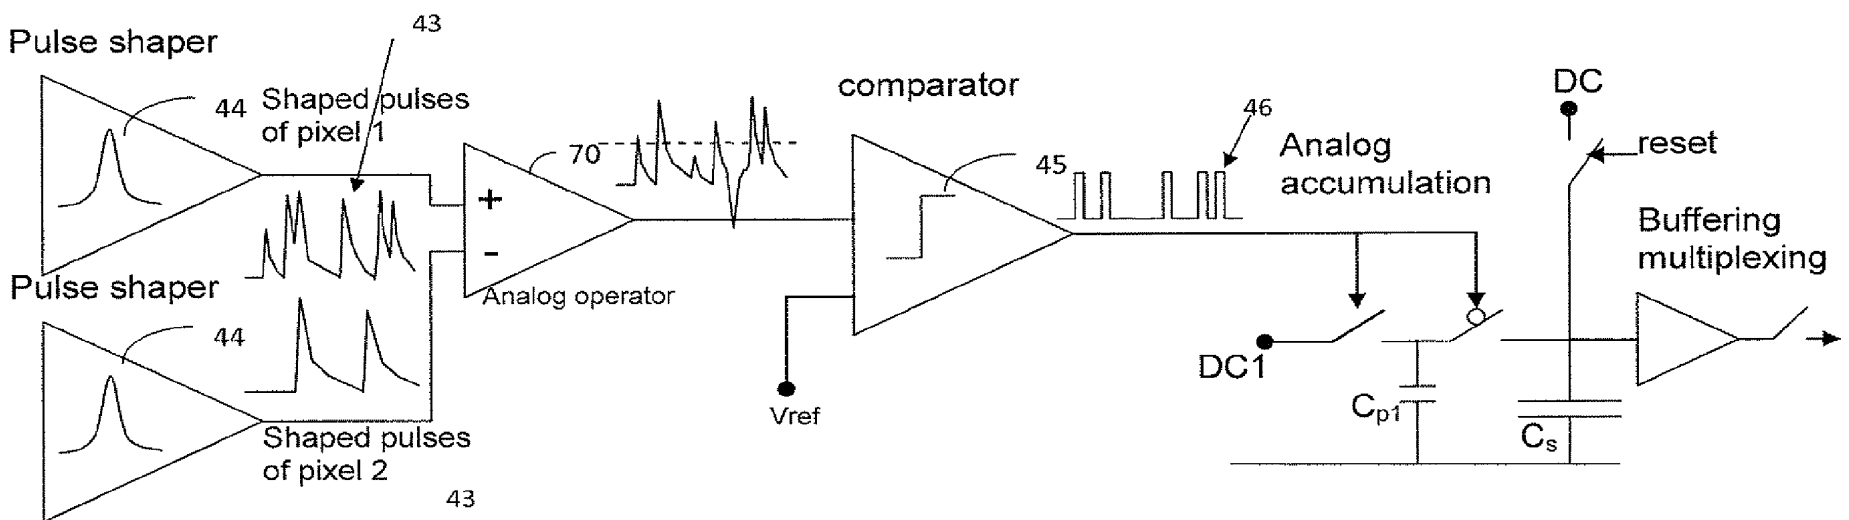 43
Pulse shaper
44
Shaped pulses
of pixel 1
comparator
DC
46
reset
70
45
Analog
accumulation
+
-
Analog operator
Buffering
multiplexing
Pulse shaper
44
DC1
Cp1
Cs
Vref
Shaped pulses
of pixel 2
43